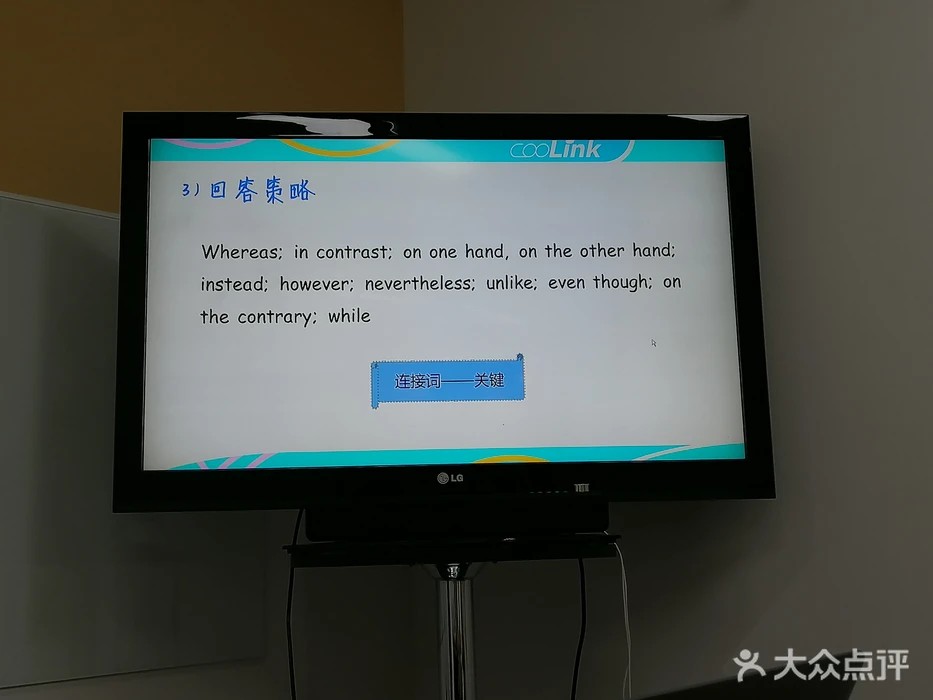 cooLink
3) 回答策略
Whereas; in contrast; on one hand, on the other hand;
instead; however; nevertheless; unlike; even though; on
the contrary; while
连接词——关键
LG
大众点评